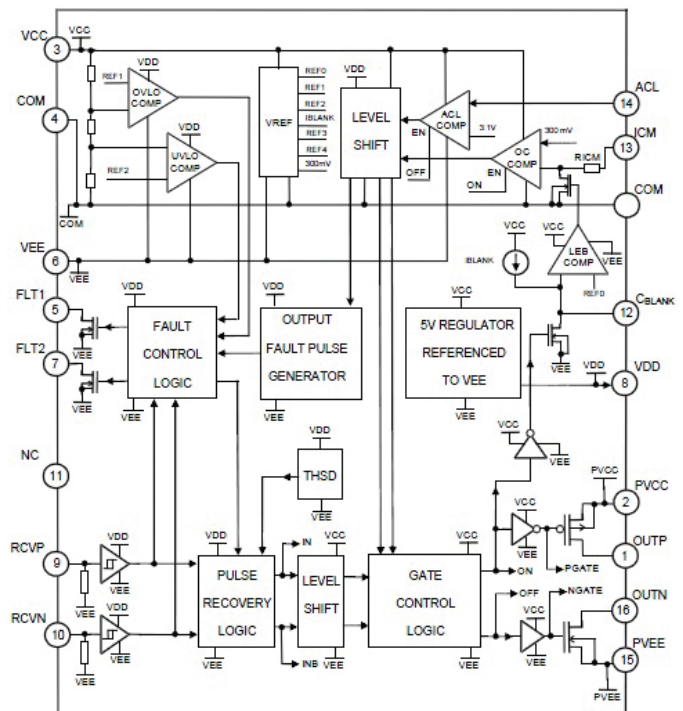 VCC
VCC
3
REF1
VDD
OVLO
COMP
REF0
REF1
REF2
IBLANK
REF3
REF4
300mV
VREF
VDD
LEVEL
SHIFT
ACL
COMP
EN
3.1V
OFF
ACL
14
300mV
OC
COMP
EN
ON
RICM
ICM
13
COM
4
VDD
UVLO
COMP
REF2
COM
COM
VEE
6
VEE
VCC
IBLANK
VCC
LEB
COMP
VEE
REF0
FLT1
5
VEE
FLT2
7
VEE
VDD
FAULT
CONTROL
LOGIC
VEE
VDD
OUTPUT
FAULT PULSE
GENERATOR
VEE
VCC
5V REGULATOR
REFERENCED
TO VEE
VEE
CBLANK
12
VEE
VDD
VDD
8
NC
11
VDD
THSD
VEE
VCC
VEE
PVCC
PVCC
2
VCC
VEE
PGATE
OUTP
1
RCVP
9
VDD
VEE
VEE
RCVN
10
VDD
VEE
VEE
VDD
PULSE
RECOVERY
LOGIC
VEE
IN
INB
VCC
LEVEL
SHIFT
VEE
VCC
GATE
CONTROL
LOGIC
VEE
ON
OFF
VCC
VEE
NGATE
OUTN
16
PVEE
15
PVEE